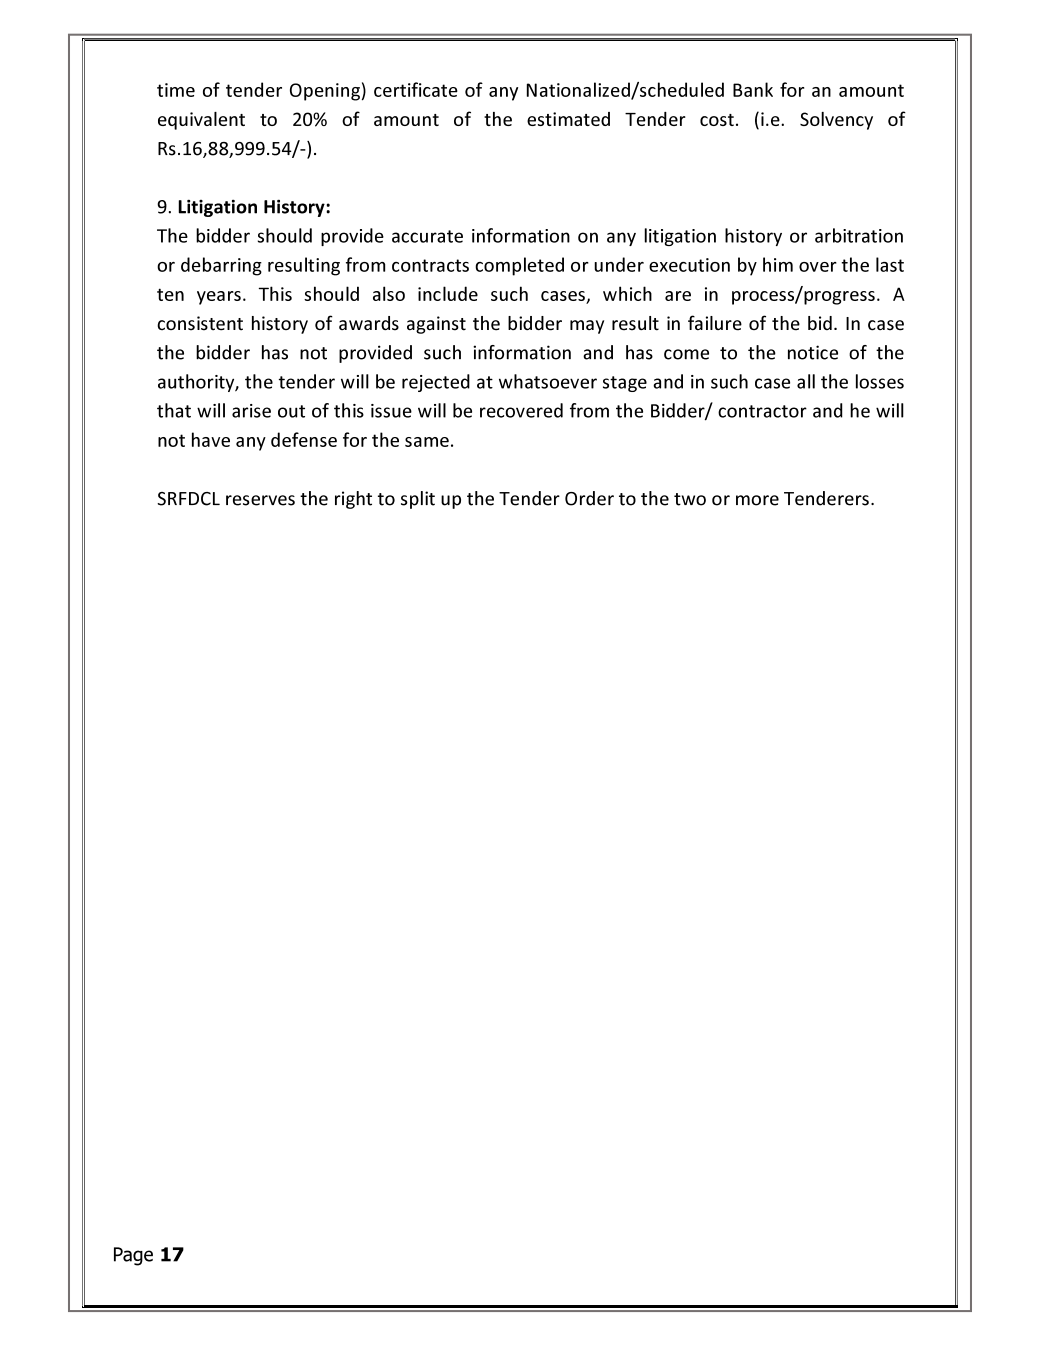 time of tender Opening) certificate of any Nationalized/scheduled Bank for an amount
equivalent to 20% of amount of the estimated Tender cost. (i.e. Solvency of
Rs.16,88,999.54/-).
9. Litigation History:
The bidder should provide accurate information on any litigation history or arbitration
or debarring resulting from contracts completed or under execution by him over the last
ten years. This should also include such cases, which are in process/progress. A
consistent history of awards against the bidder may result in failure of the bid. In case
the bidder has not provided such information and has come to the notice of the
authority, the tender will be rejected at whatsoever stage and in such case all the losses
that will arise out of this issue will be recovered from the Bidder/ contractor and he will
not have any defense for the same.
SRFDCL reserves the right to split up the Tender Order to the two or more Tenderers.
Page 17